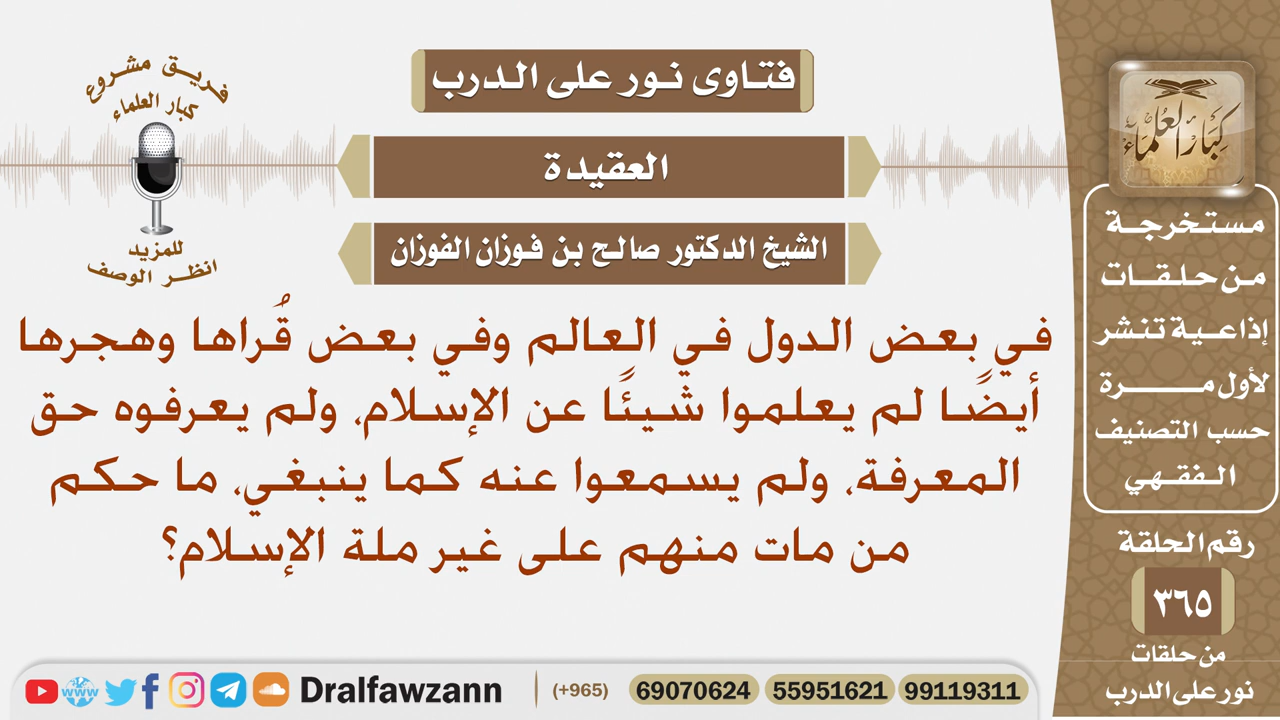 فتاوى نور على الدرب
العقيدة
الشيخ الدكتور صالح بن فوزان الفوزان
في بعض الدول في العالم وفي بعض قُراها وهجرها
أيضًا لم يعلموا شيئًا عن الإسلام، ولم يعرفوه حق
المعرفة، ولم يسمعوا عنه كما ينبغي، ما حكم
من مات منهم على غير ملة الإسلام؟
فريق مشروع
كبار العلماء
للمزيد
انظر الوصف
كبار العلماء
مستخرجة
من حلقات
إذاعية تنشر
لأول مرة
حسب التصنيف
الفقهي
رقم الحلقة
٣٦٥
من حلقات
نور على الدرب
www
Dralfawzann
(+965)
69070624
55951621
99119311